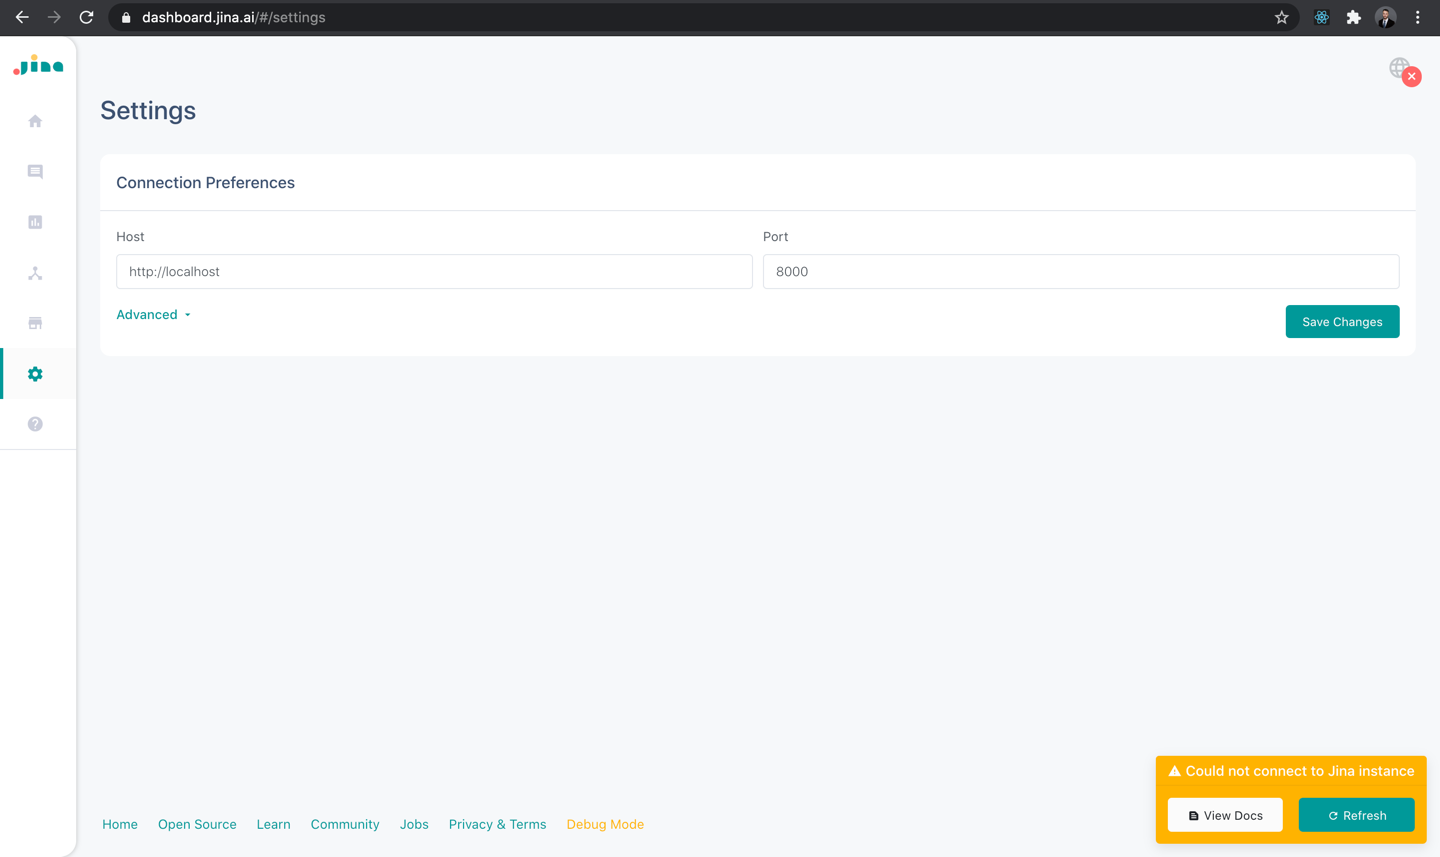 dashboard.jina.ai/#/settings
Jina
Settings
Connection Preferences
Host
Port
http://localhost
8000
Advanced
Save Changes
Could not connect to Jina instance
View Docs
Refresh
Home
Open Source
Learn
Community
Jobs
Privacy & Terms
Debug Mode